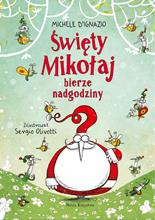 MICHELE D'IGNAZIO
Święty
Mikołaj
bierze
nadgodziny
Ilustrował
Sergio Olivotti